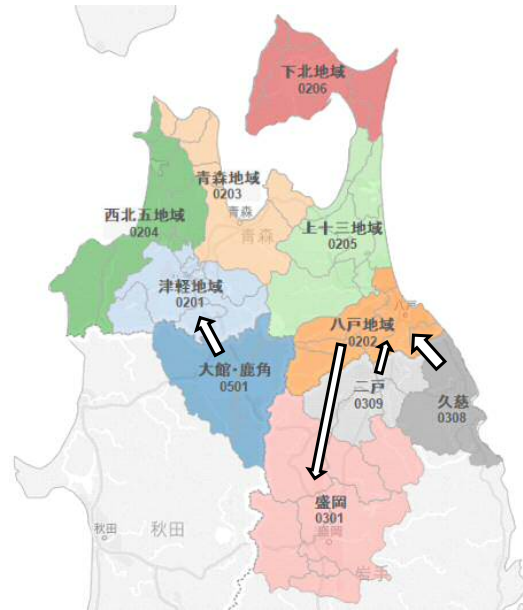 下北地域
0206
青森地域
0203
青森
青森
西北五地域
0204
上十三地域
0205
津軽地域
0201
八戸
八戸地域
0202
大館・鹿角
0501
二戸
0309
久慈
0308
盛岡
0301
盛岡
秋田
秋田
岩手